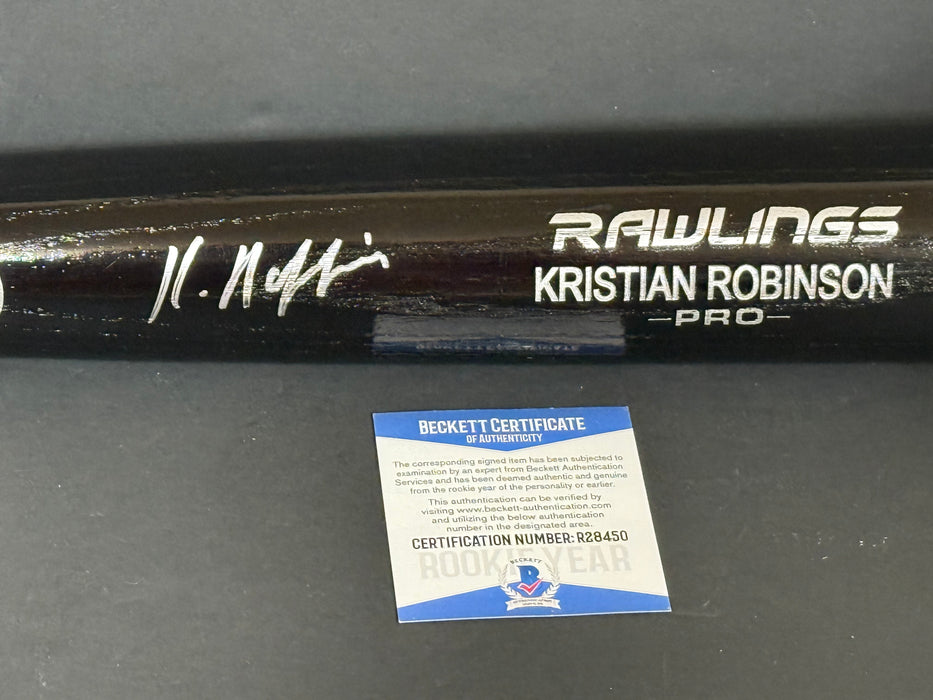 RAWLINGS
KRISTIAN ROBINSON
PRO
BECKETT CERTIFICATE
OF AUTHENTICITY
The corresponding signed item has been subjected to
examination by an expert from Beckett Authentication
Services and has been deemed authentic and genuine
from the rookie year of the personality or earlier.
This authentication can be verified by
visiting www.beckett-authentication.com
and utilizing the below authentication
number in the designated area.
CERTIFICATION NUMBER: R28450
ROOKIE YEAR
BECKETT
B